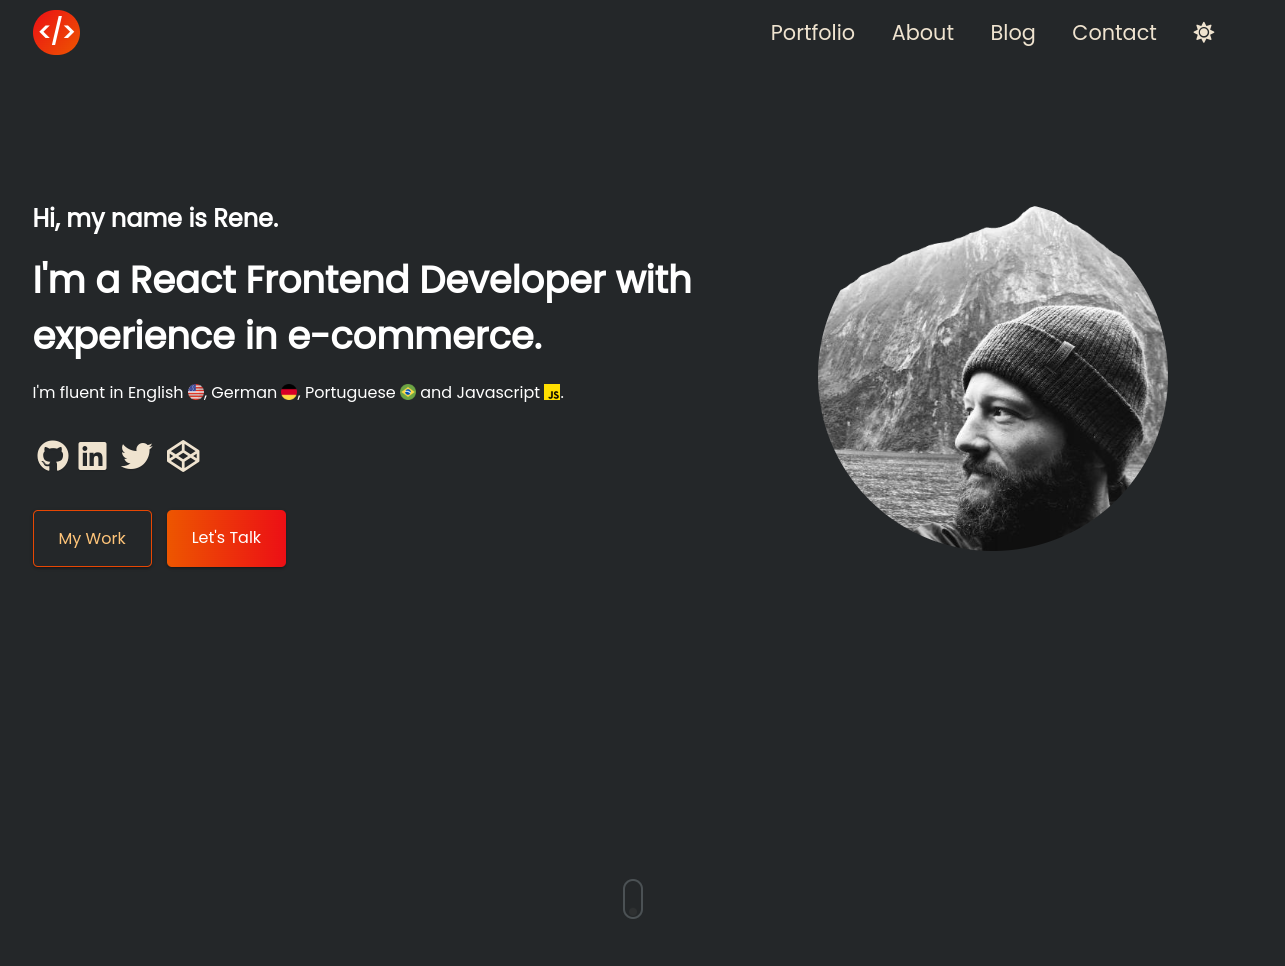 </>
Portfolio About Blog Contact
Hi, my name is Rene.
I'm a React Frontend Developer with
experience in e-commerce.
I'm fluent in English 🇺🇸, German 🇩🇪, Portuguese 🇧🇷 and Javascript JS.
in
My Work Let's Talk